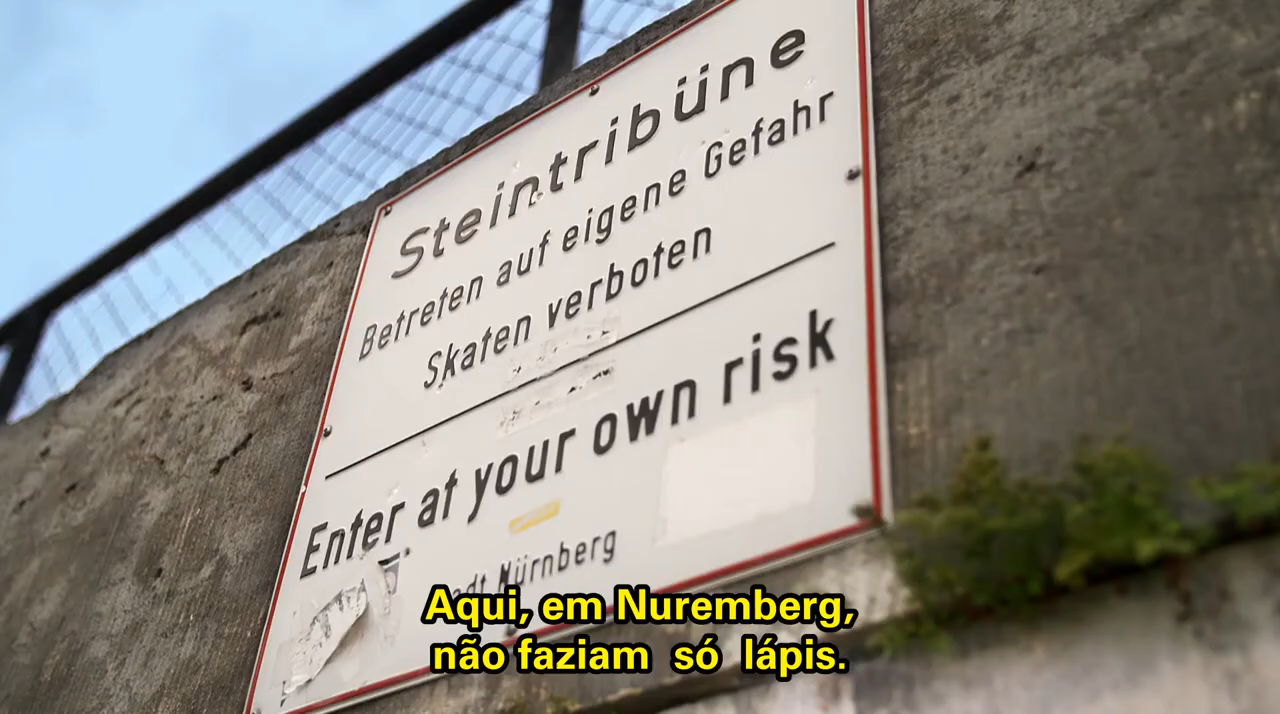 Steintribüne
Betreten auf eigene Gefahr
Skaten verboten
Enter at your own risk
Nürnberg
Aqui, em Nuremberg,
não faziam só lápis.